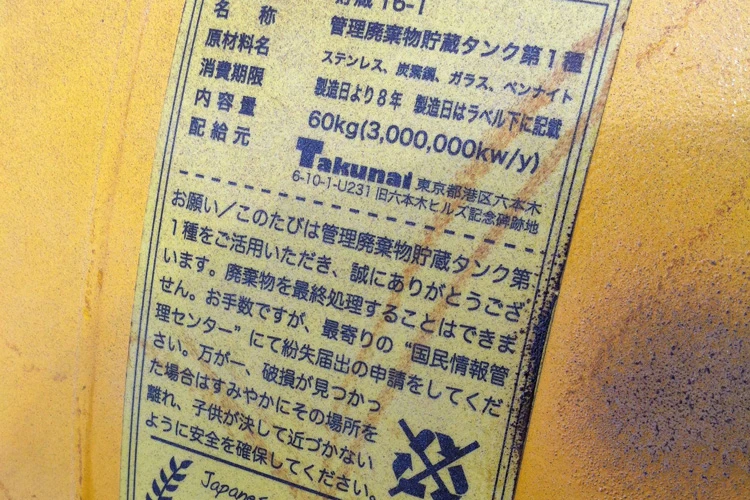 貯蔵 16-1
名 称 管理廃棄物貯蔵タンク第1種
原材料名 ステンレス、炭素鋼、ガラス、ベンナイト
消費期限 製造日より8年 製造日はラベル下に記載
内容量 60kg(3,000,000kw/y)
配給元 Takunai 東京都港区六本木
6-10-1-U231 旧六本木ヒルズ記念碑跡地
お願い/このたびは管理廃棄物貯蔵タンク第
1種をご活用いただき、誠にありがとうござ
います。廃棄物を最終処理することはできま
せん。お手数ですが、最寄りの“国民情報管
理センター”にて紛失届出の申請をしてくだ
さい。万が一、破損が見つかっ
た場合はすみやかにその場所を
離れ、子供が決して近づかない
ように安全を確保してください。